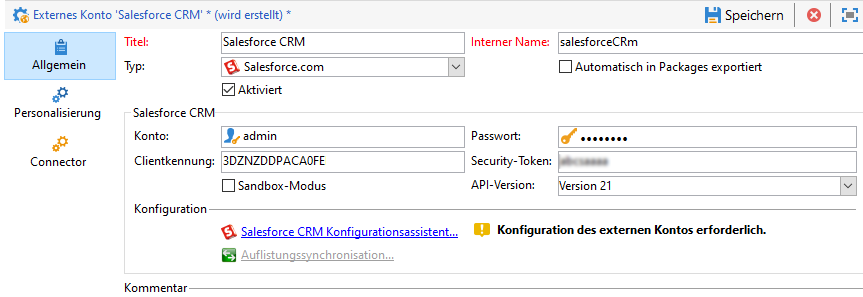 Externes Konto 'Salesforce CRM' * (wird erstellt) *
Speichern
Allgemein
Personalisierung
Connector
Titel: Salesforce CRM Interner Name: salesforceCRm
Typ: Salesforce.com Automatisch in Packages exportiert
Aktiviert
Salesforce CRM
Konto: admin Passwort: ••••••••
Clientkennung: 3DZNZDDPACA0FE Security-Token:
Sandbox-Modus API-Version: Version 21
Konfiguration
Salesforce CRM Konfigurationsassistent... Konfiguration des externen Kontos erforderlich.
Auflistungssynchronisation...
Kommentar